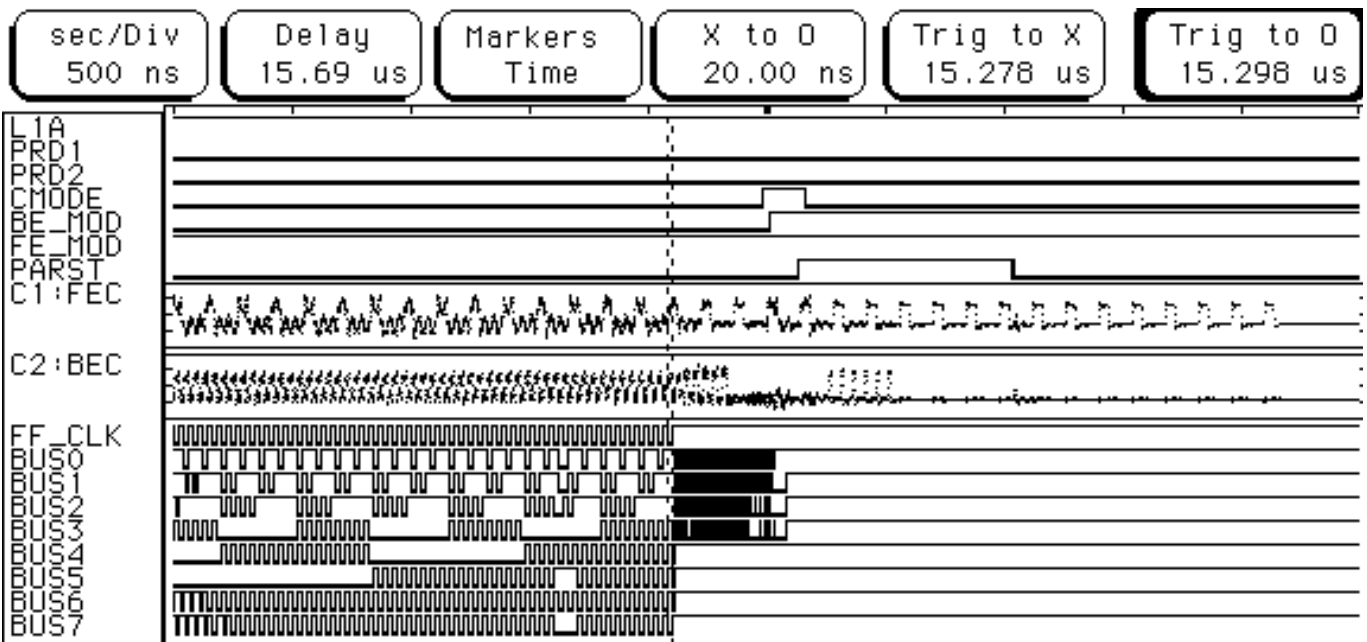 sec/Div Delay Markers X to O Trig to X Trig to O
500 ns 15.69 us Time 20.00 ns 15.278 us 15.298 us
L1A
PRD1
PRD2
CMODE
BE_MOD
FE_MOD
PARST
C1:FEC
C2:BEC
FF_CLK
BUS0
BUS1
BUS2
BUS3
BUS4
BUS5
BUS6
BUS7